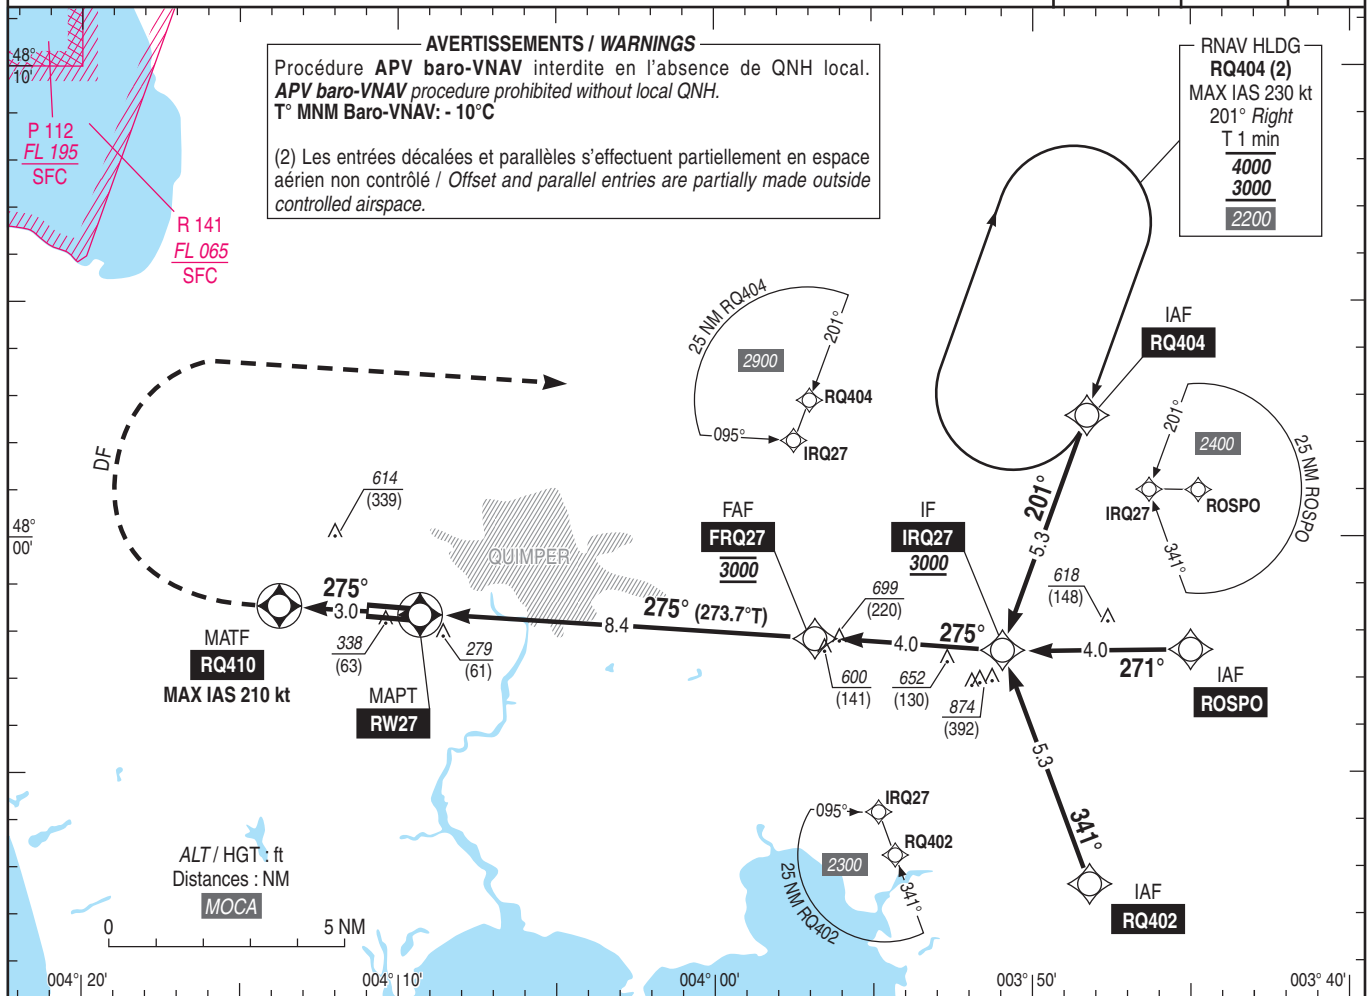 AVERTISSEMENTS / WARNINGS
Procédure APV baro-VNAV interdite en l'absence de QNH local.
APV baro-VNAV procedure prohibited without local QNH.
T° MNM Baro-VNAV: - 10°C
(2) Les entrées décalées et parallèles s'effectuent partiellement en espace
aérien non contrôlé / Offset and parallel entries are partially made outside
controlled airspace.
RNAV HLDG
RQ404 (2)
MAX IAS 230 kt
201° Right
T 1 min
4000
3000
2200
48°
10'
P 112
FL 195
SFC
R 141
FL 065
SFC
25 NM RQ404
201°
2900
RQ404
095°
IRQ27
IAF
RQ404
201°
2400
25 NM ROSPO
IRQ27
ROSPO
341°
DF
614
(339)
48°
00'
QUIMPER
FAF
FRQ27
3000
IF
IRQ27
3000
201°
5.3
699
(220)
618
(148)
275°
3.0
275° (273.7°T)
8.4
4.0
275°
4.0
271°
MATF
RQ410
MAX IAS 210 kt
338
(63)
279
(61)
MAPT
RW27
600
(141)
652
(130)
874
(392)
IAF
ROSPO
5.3
341°
095°
IRQ27
RQ402
2300
341°
25 NM RQ402
IAF
RQ402
ALT / HGT : ft
Distances : NM
MOCA
0
5 NM
004° 20'
004° 10'
004° 00'
003° 50'
003° 40'